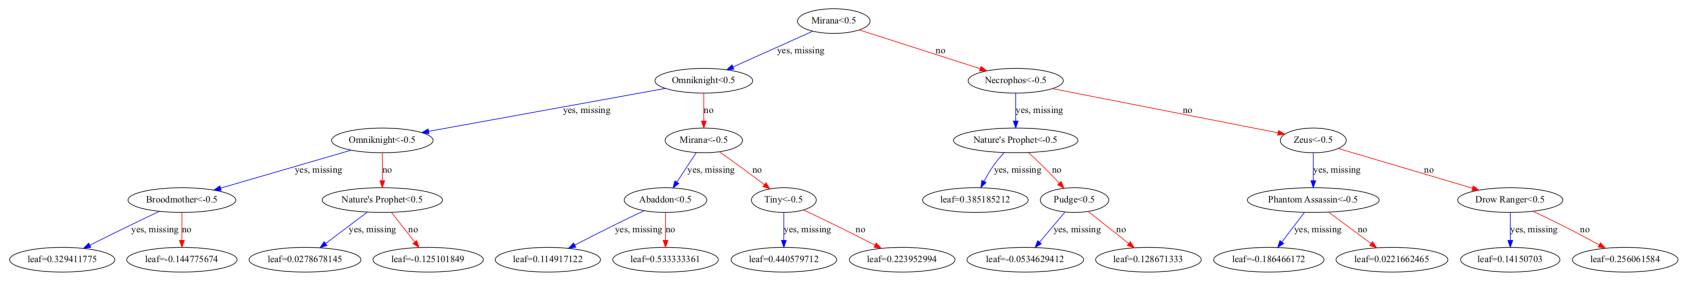 Mirana<0.5
yes, missing
no
Omniknight<0.5
Necrophos<-0.5
yes, missing
no
yes, missing
no
Omniknight<-0.5
Mirana<-0.5
Nature's Prophet<-0.5
Zeus<-0.5
yes, missing
no
yes, missing
no
yes, missing
no
yes, missing
no
Broodmother<-0.5
Nature's Prophet<0.5
Abaddon<0.5
Tiny<-0.5
leaf=0.385185212
Pudge<0.5
Phantom Assassin<-0.5
Drow Ranger<0.5
yes, missing
no
yes, missing
no
yes, missing
no
yes, missing
no
yes, missing
no
yes, missing
no
yes, missing
no
leaf=0.329411775
leaf=-0.144775674
leaf=0.0278678145
leaf=-0.125101849
leaf=0.114917122
leaf=0.533333361
leaf=0.440579712
leaf=0.223952994
leaf=-0.0534629412
leaf=0.128671333
leaf=-0.186466172
leaf=0.0221662465
leaf=0.14150703
leaf=0.256061584